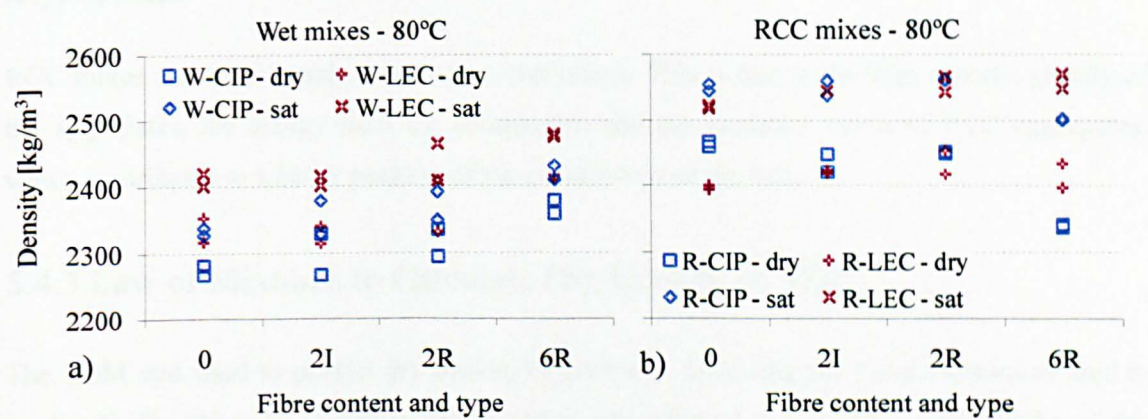 Wet mixes - 80ºC
RCC mixes - 80ºC
Density [kg/m³]
2600
2500
2400
2300
2200
W-CIP - dry
W-LEC - dry
W-CIP - sat
W-LEC - sat
R-CIP - dry
R-LEC - dry
R-CIP - sat
R-LEC - sat
a) 0 2I 2R 6R
b) 0 2I 2R 6R
Fibre content and type
Fibre content and type